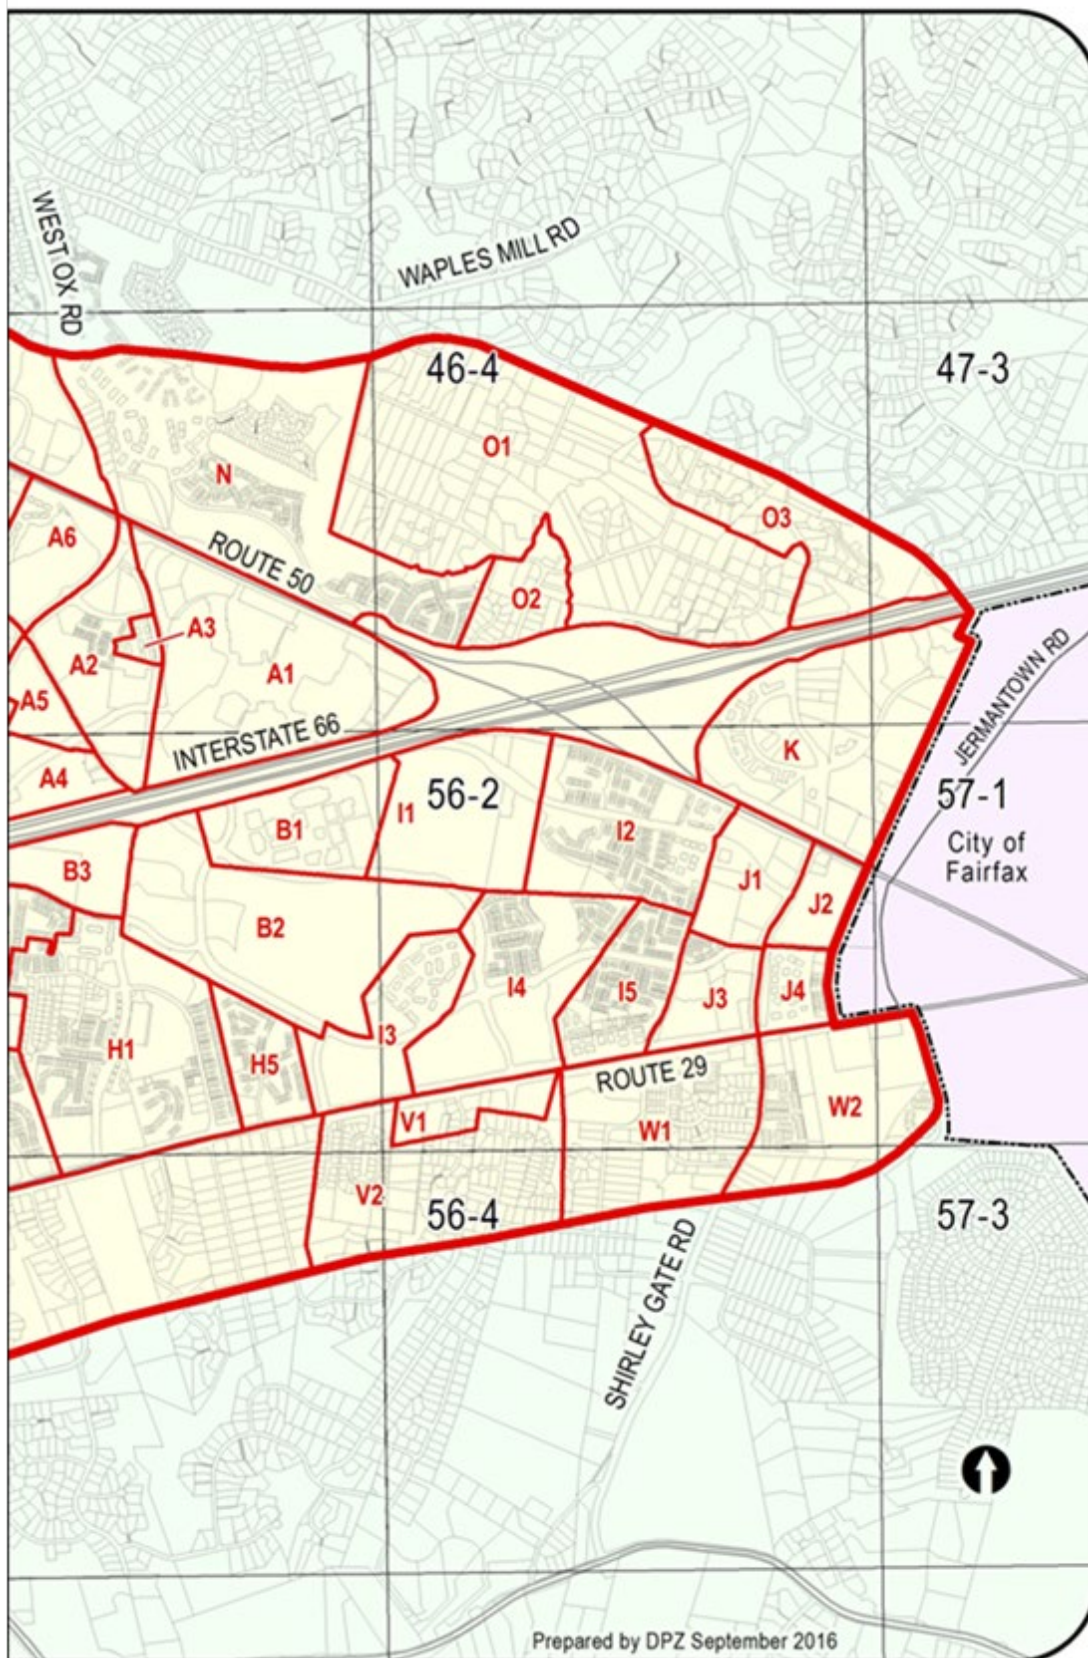 WEST OX RD
WAPLES MILL RD
46-4
47-3
O1
N
O3
A6
ROUTE 50
O2
A3
A2
A1
JERMANTOWN RD
A5
INTERSTATE 66
K
A4
56-2
57-1
I1
B1
I2
City of
Fairfax
B3
J1
J2
B2
I4
I5
J3
J4
I3
H1
H5
ROUTE 29
V1
W1
W2
V2
56-4
57-3
SHIRLEY GATE RD
Prepared by DPZ September 2016